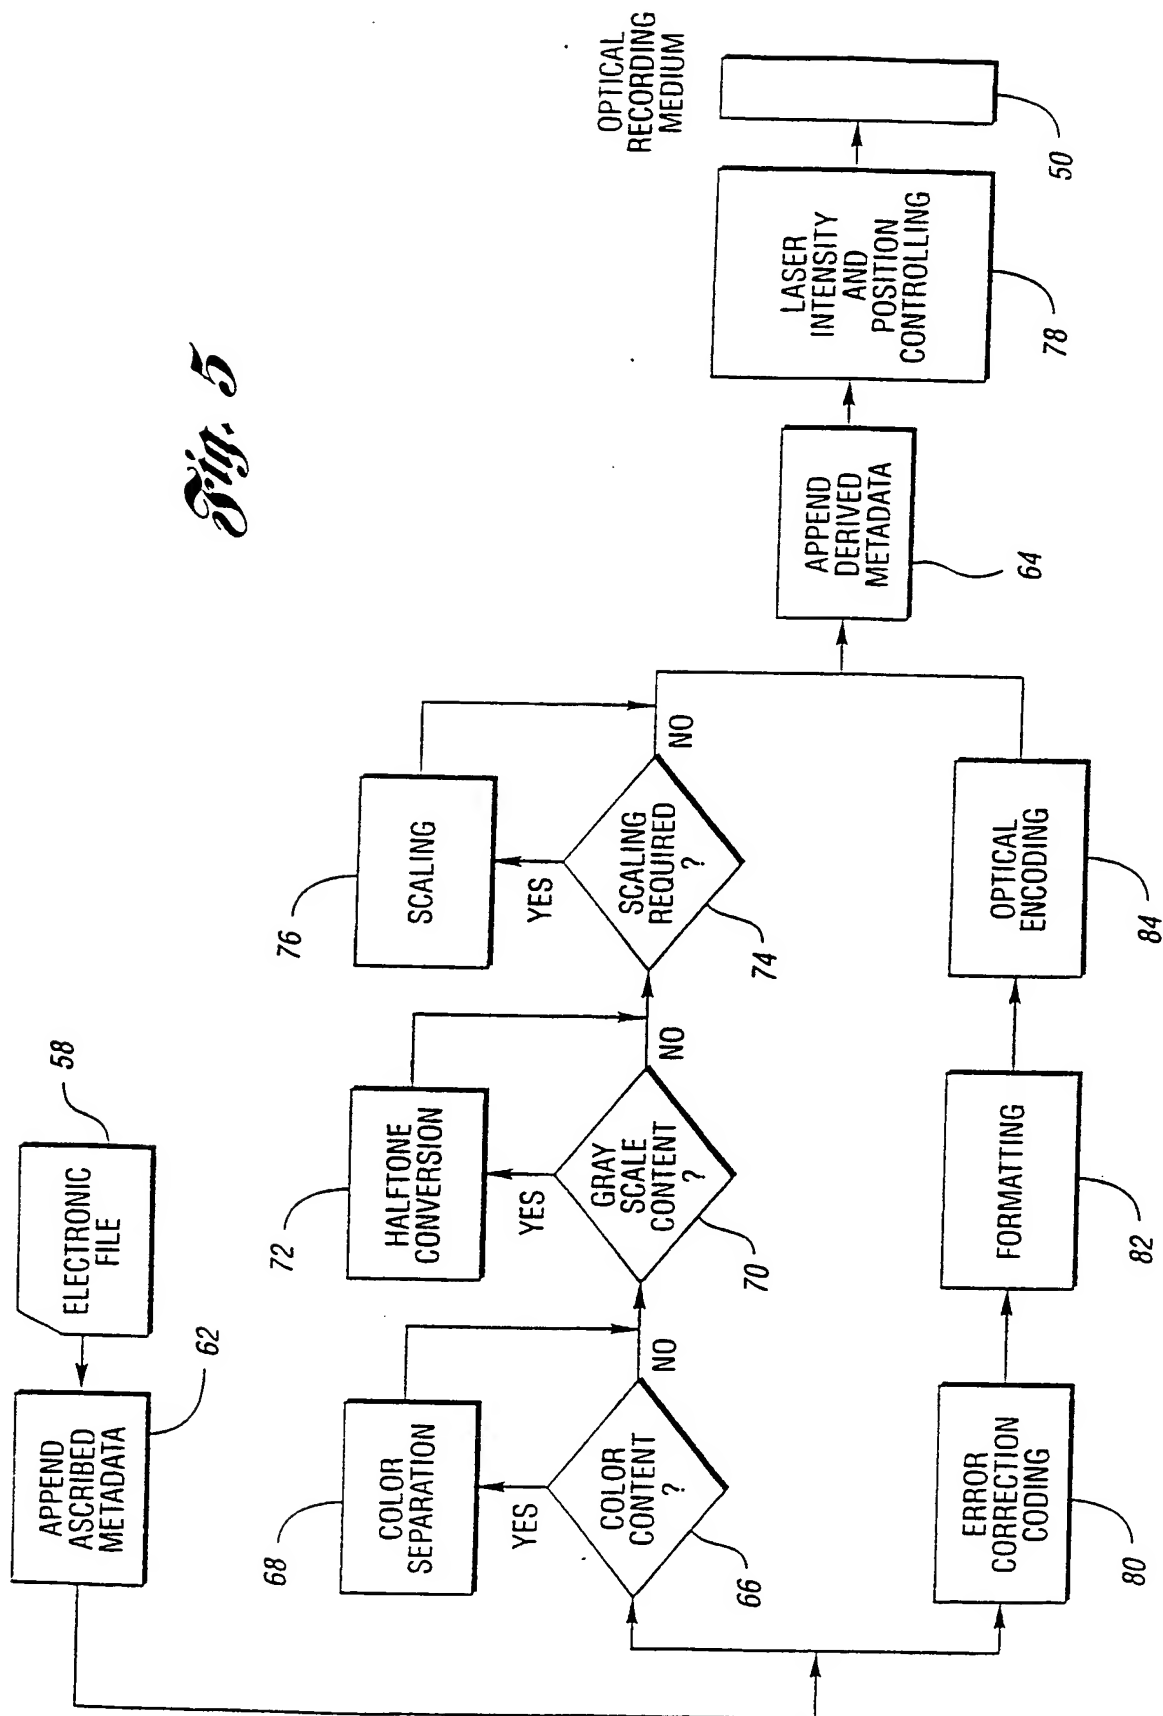 Fig. 5
ELECTRONIC
FILE
58
APPEND
ASCRIBED
METADATA
62
COLOR
SEPARATION
68
YES
COLOR
CONTENT
?
66
NO
HALFTONE
CONVERSION
72
YES
GRAY
SCALE
CONTENT
?
70
NO
SCALING
76
YES
SCALING
REQUIRED
?
74
NO
ERROR
CORRECTION
CODING
80
FORMATTING
82
OPTICAL
ENCODING
84
APPEND
DERIVED
METADATA
64
LASER
INTENSITY
AND
POSITION
CONTROLLING
78
OPTICAL
RECORDING
MEDIUM
50